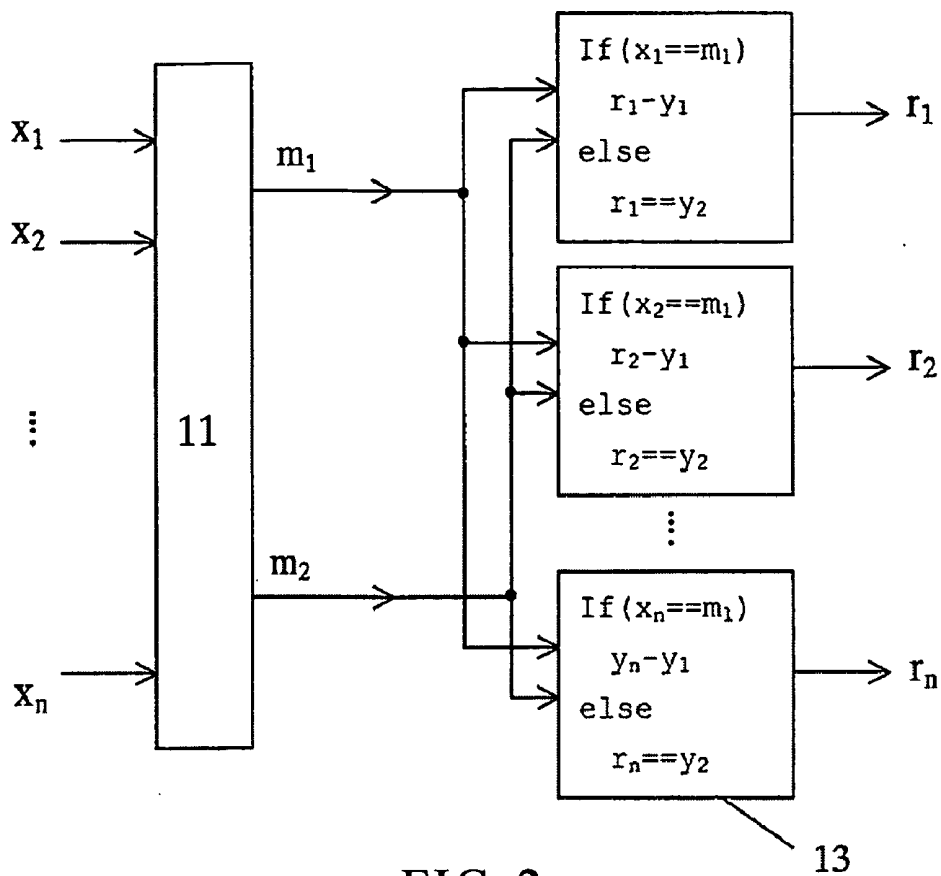 x₁
x₂
xₙ
11
m₁
m₂
If(x₁==m₁)
r₁-y₁
else
r₁==y₂
r₁
If(x₂==m₁)
r₂-y₁
else
r₂==y₂
r₂
If(xₙ==m₁)
yₙ-y₁
else
rₙ==y₂
rₙ
13